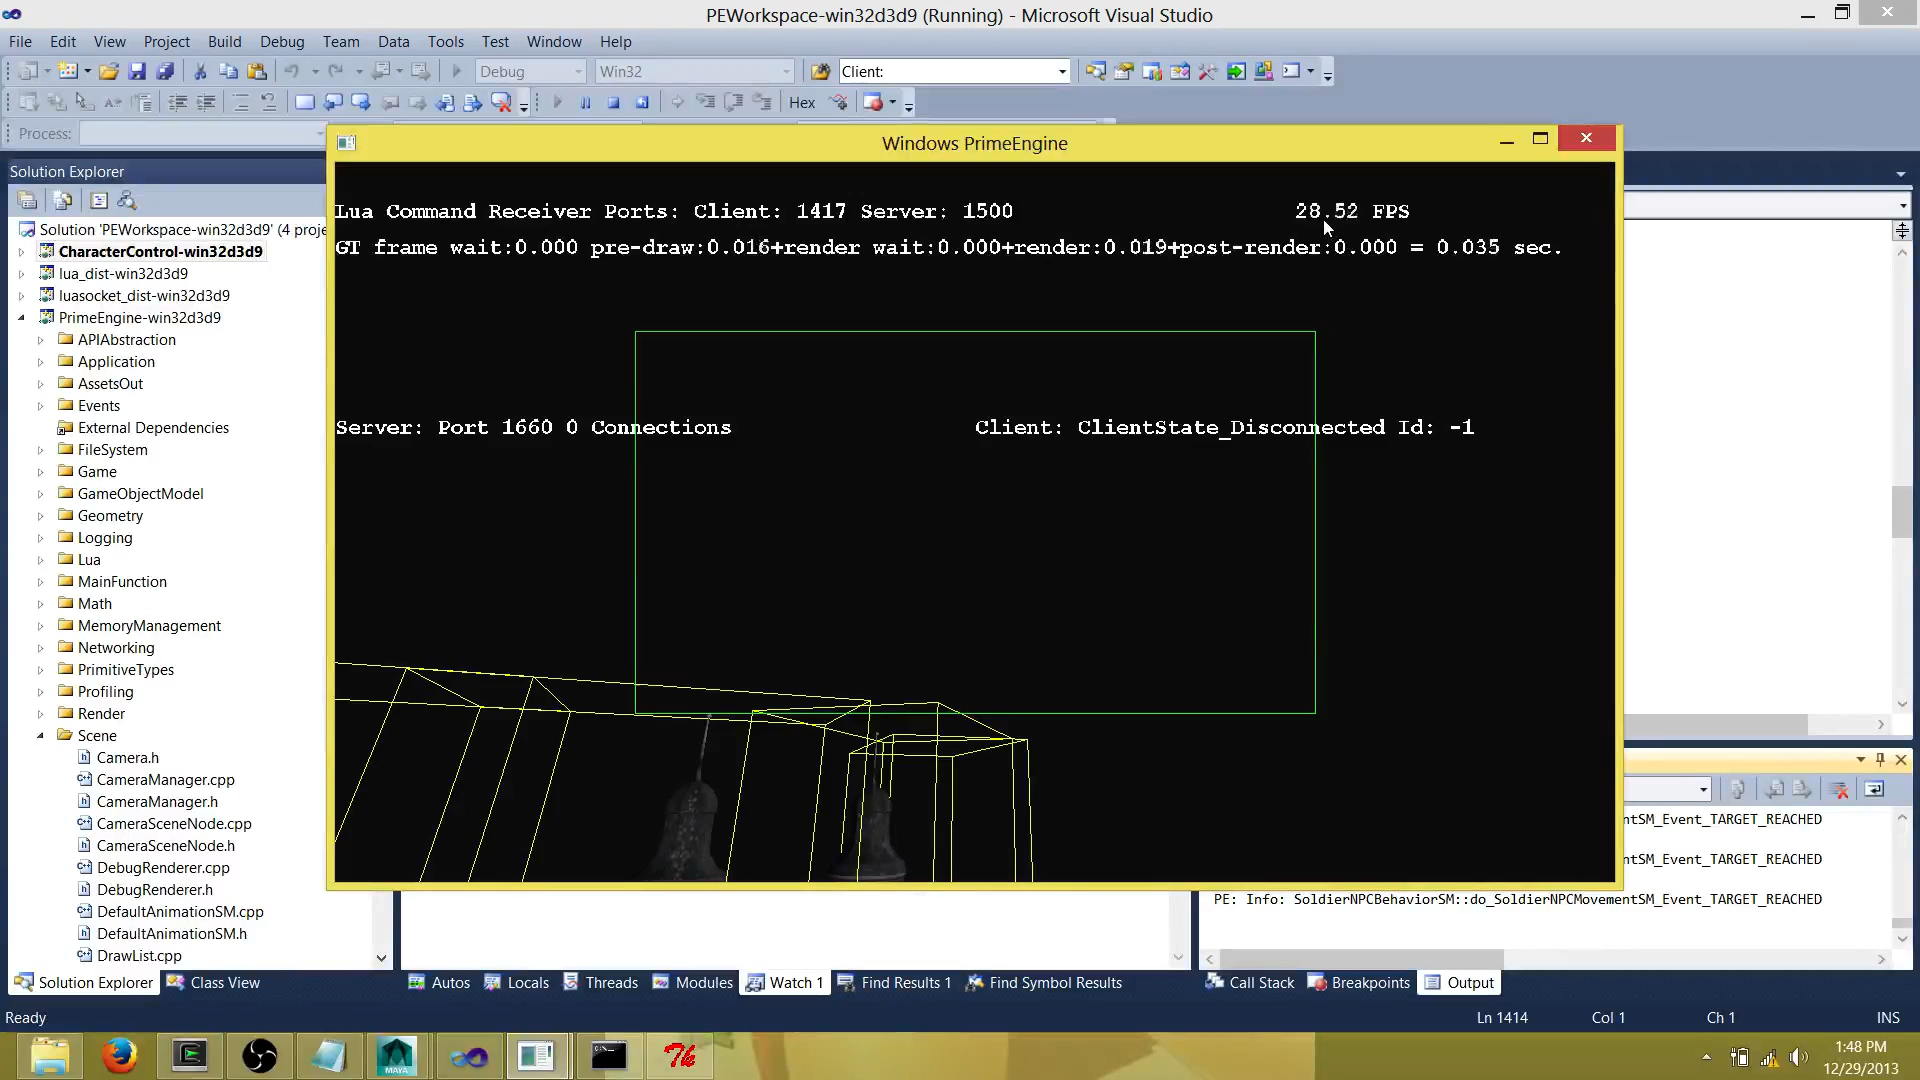 PEWorkspace-win32d3d9 (Running) - Microsoft Visual Studio
File Edit View Project Build Debug Team Data Tools Test Window Help
Debug Win32 Client:
Hex
Process:
Windows PrimeEngine
Solution Explorer
Lua Command Receiver Ports: Client: 1417 Server: 1500 28.52 FPS
GT frame wait:0.000 pre-draw:0.016+render wait:0.000+render:0.019+post-render:0.000 = 0.035 sec.
Server: Port 1660 0 Connections Client: ClientState_Disconnected Id: -1
Solution 'PEWorkspace-win32d3d9' (4 proje
CharacterControl-win32d3d9
lua_dist-win32d3d9
luasocket_dist-win32d3d9
PrimeEngine-win32d3d9
APIAbstraction
Application
AssetsOut
Events
External Dependencies
FileSystem
Game
GameObjectModel
Geometry
Logging
Lua
MainFunction
Math
MemoryManagement
Networking
PrimitiveTypes
Profiling
Render
Scene
Camera.h
CameraManager.cpp
CameraManager.h
CameraSceneNode.cpp
CameraSceneNode.h
DebugRenderer.cpp
DebugRenderer.h
DefaultAnimationSM.cpp
DefaultAnimationSM.h
DrawList.cpp
ntSM_Event_TARGET_REACHED
ntSM_Event_TARGET_REACHED
PE: Info: SoldierNPCBehaviorSM::do_SoldierNPCMovementSM_Event_TARGET_REACHED
Solution Explorer Class View Autos Locals Threads Modules Watch 1 Find Results 1 Find Symbol Results Call Stack Breakpoints Output
Ready Ln 1414 Col 1 Ch 1 INS
MAYA
1:48 PM
12/29/2013